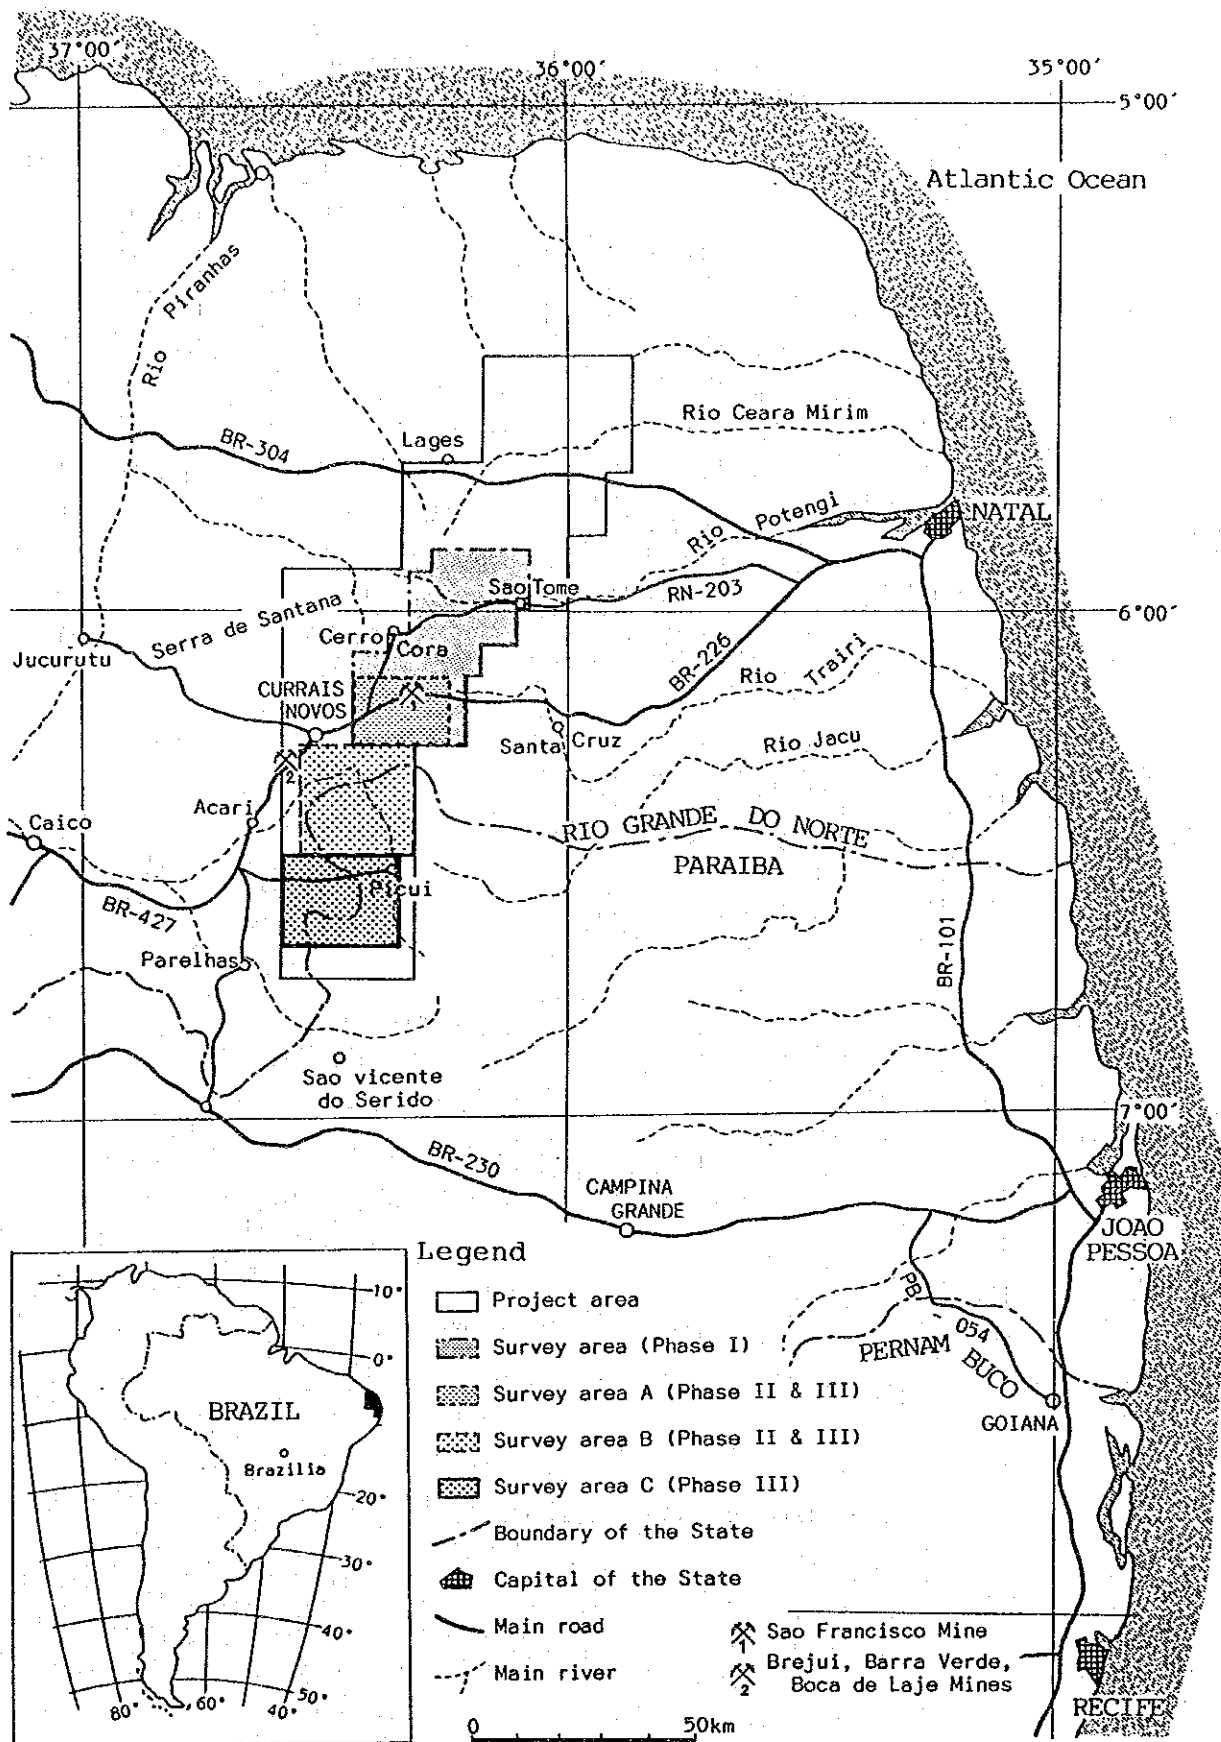 37°00′
36°00′
35°00′
5°00′
Atlantic Ocean
Rio Piranhas
Rio Ceara Mirim
Lages
BR-304
Rio Potengi
NATAL
Sao Tome
RN-203
6°00′
Serra de Santana
Cerro
Cora
Jucurutu
BR-226
Rio Trairi
CURRAIS
NOVOS
1
Santa Cruz
Rio Jacu
2
Acari
Caico
RIO GRANDE DO NORTE
PARAIBA
Picui
BR-427
BR-101
Parelhas
Sao vicente
do Serido
7°00′
BR-230
CAMPINA
GRANDE
JOAO
PESSOA
PB 054
PERNAM BUCO
GOIANA
RECIFE
10°
0°
BRAZIL
Brazilia
20°
30°
40°
50°
80°
60°
40°
Legend
Project area
Survey area (Phase I)
Survey area A (Phase II & III)
Survey area B (Phase II & III)
Survey area C (Phase III)
Boundary of the State
Capital of the State
Main road
Main river
1 Sao Francisco Mine
2 Brejui, Barra Verde,
Boca de Laje Mines
0 50km